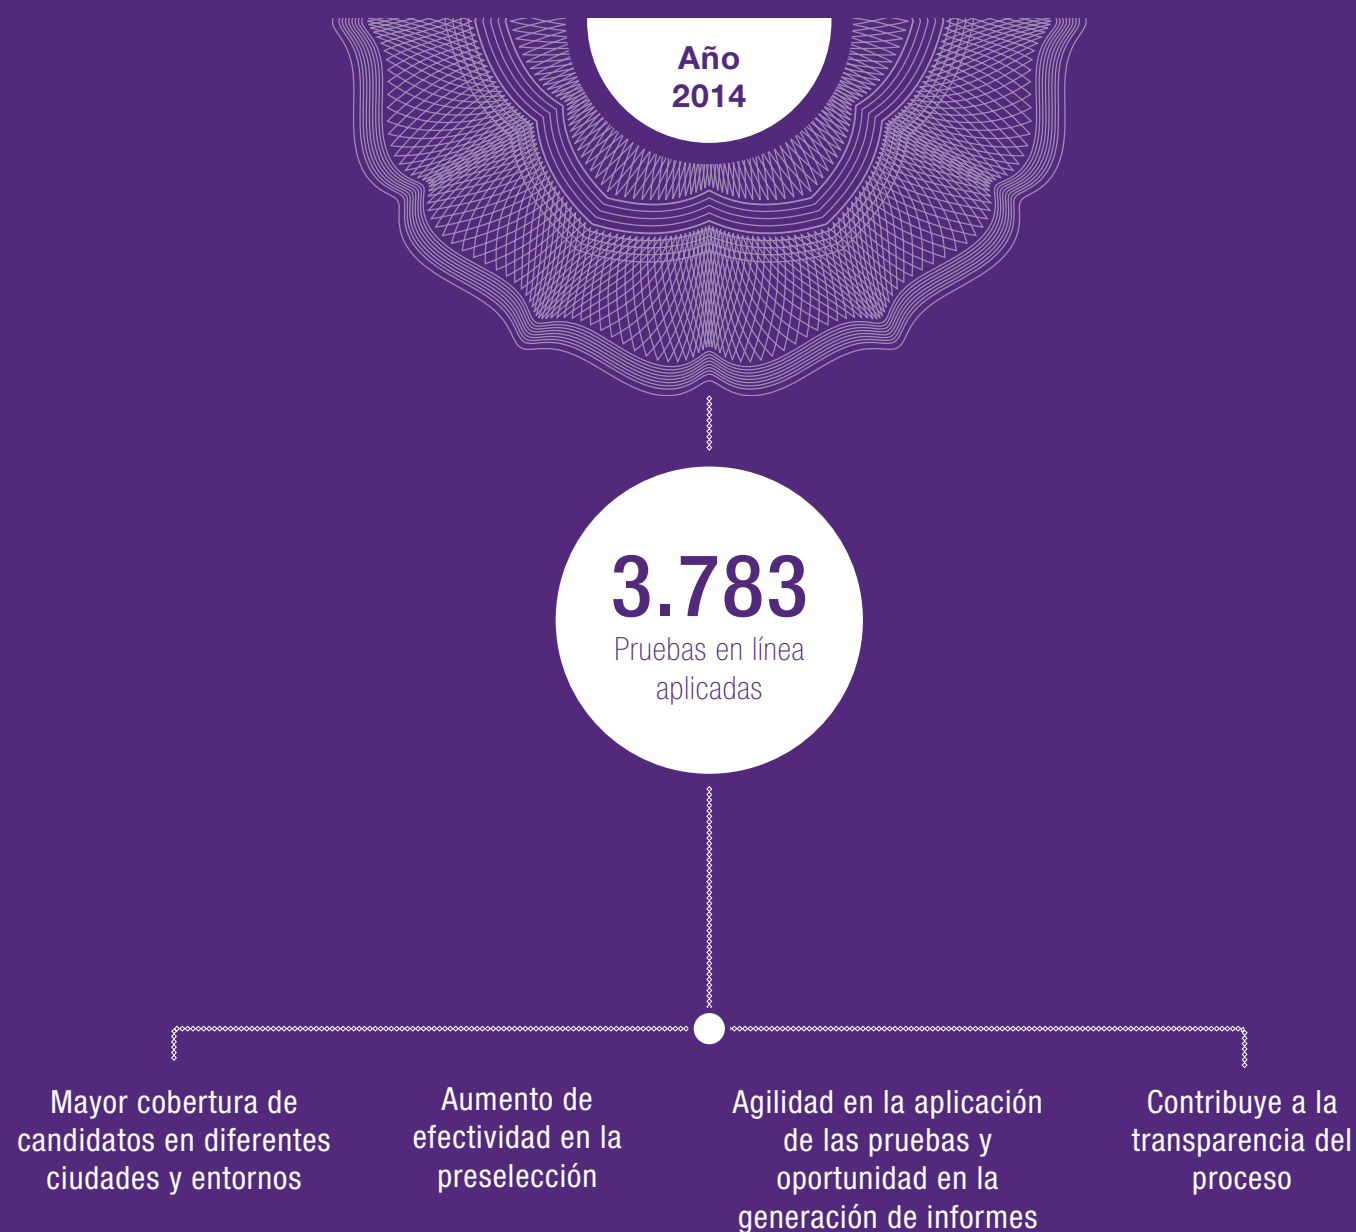 Año
2014
3.783
Pruebas en línea
aplicadas
Mayor cobertura de
candidatos en diferentes
ciudades y entornos
Aumento de
efectividad en la
preselección
Agilidad en la aplicación
de las pruebas y
oportunidad en la
generación de informes
Contribuye a la
transparencia del
proceso